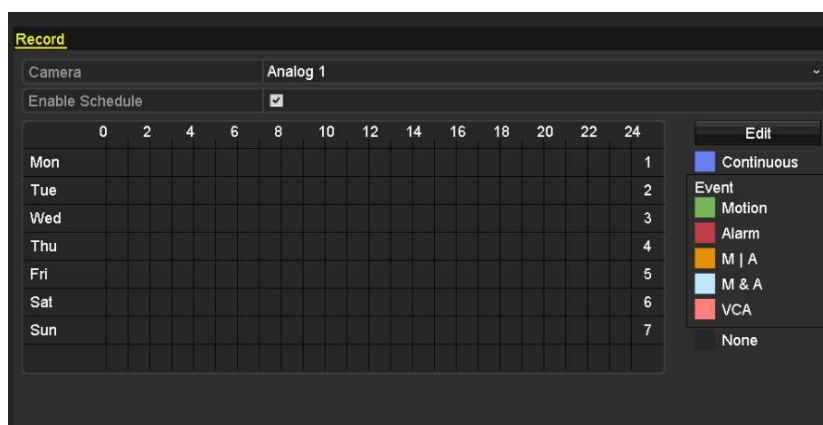 Record
Camera Analog 1
Enable Schedule
0 2 4 6 8 10 12 14 16 18 20 22 24
Edit
Mon 1
Continuous
Tue 2
Event
Motion
Wed 3
Alarm
Thu 4
M | A
Fri 5
M & A
Sat 6
VCA
Sun 7
None